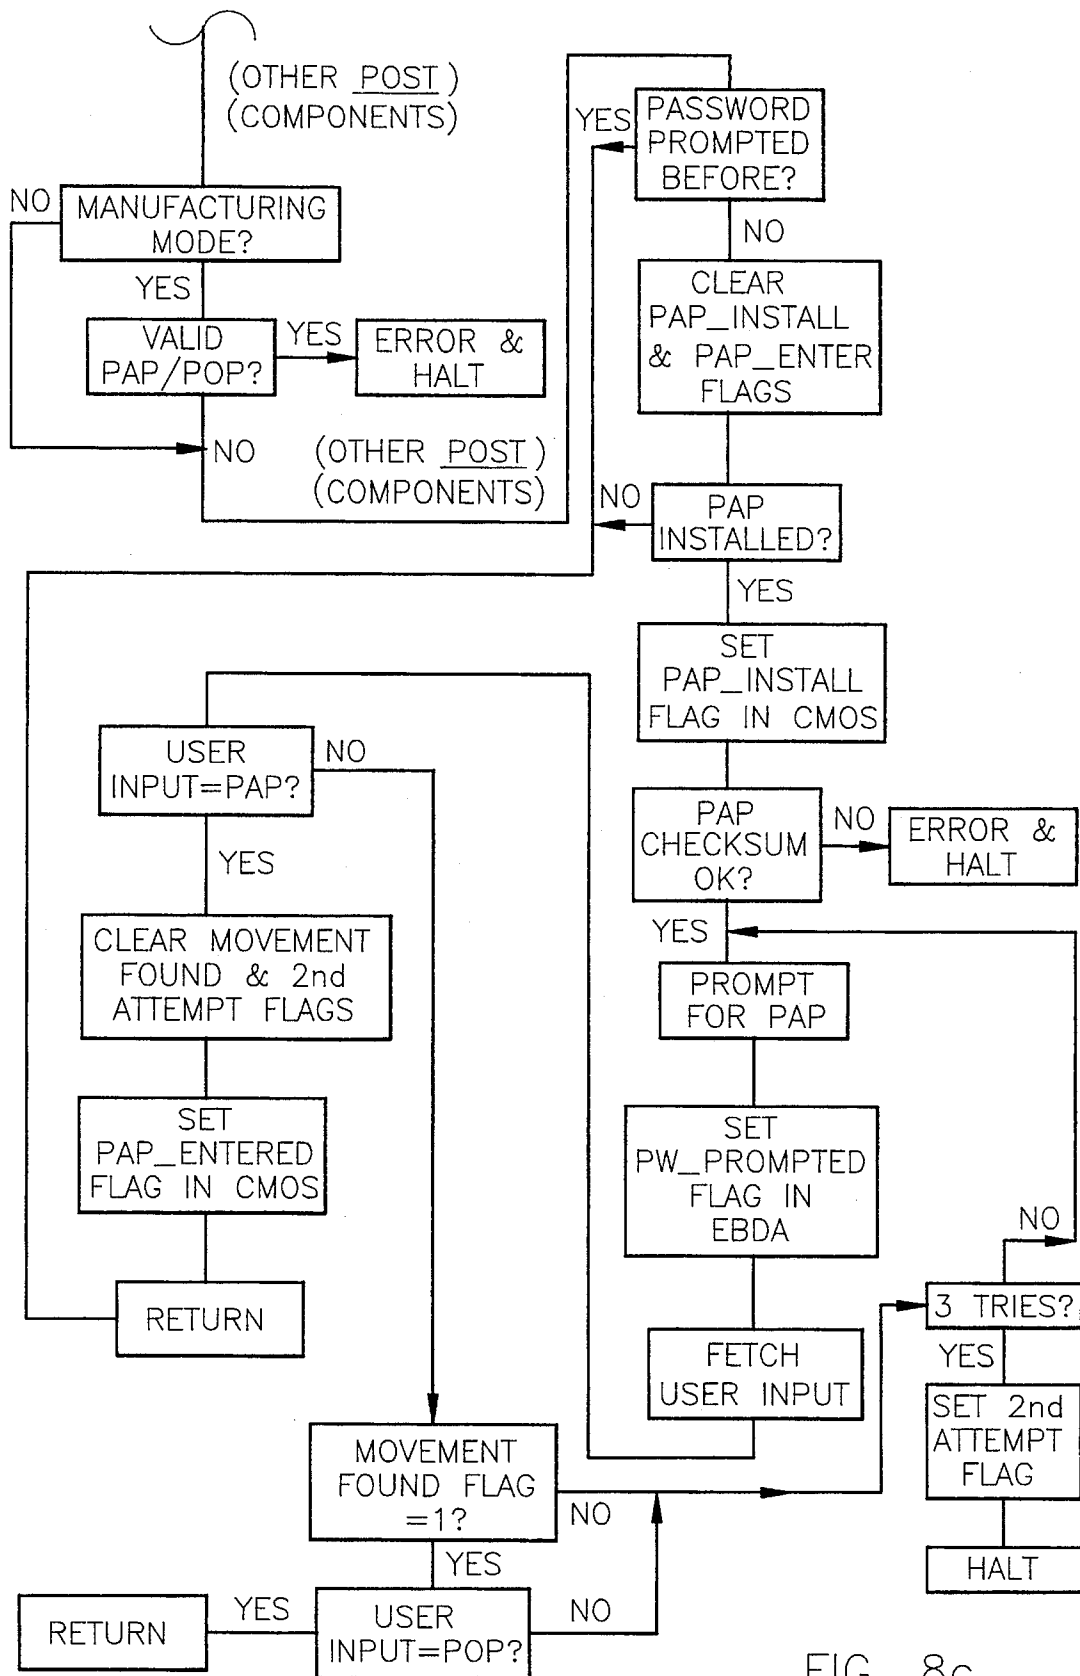 (OTHER POST)
(COMPONENTS)
NO
MANUFACTURING
MODE?
YES
VALID
PAP/POP?
YES
ERROR &
HALT
NO
(OTHER POST)
(COMPONENTS)
YES
PASSWORD
PROMPTED
BEFORE?
NO
CLEAR
PAP_INSTALL
& PAP_ENTER
FLAGS
NO
PAP
INSTALLED?
YES
SET
PAP_INSTALL
FLAG IN CMOS
PAP
CHECKSUM
OK?
NO
ERROR &
HALT
YES
PROMPT
FOR PAP
SET
PW_PROMPTED
FLAG IN
EBDA
FETCH
USER INPUT
USER
INPUT=PAP?
NO
YES
CLEAR MOVEMENT
FOUND & 2nd
ATTEMPT FLAGS
SET
PAP_ENTERED
FLAG IN CMOS
RETURN
MOVEMENT
FOUND FLAG
=1?
NO
YES
USER
INPUT=POP?
NO
YES
RETURN
NO
3 TRIES?
YES
SET 2nd
ATTEMPT
FLAG
HALT
FIG. 8c